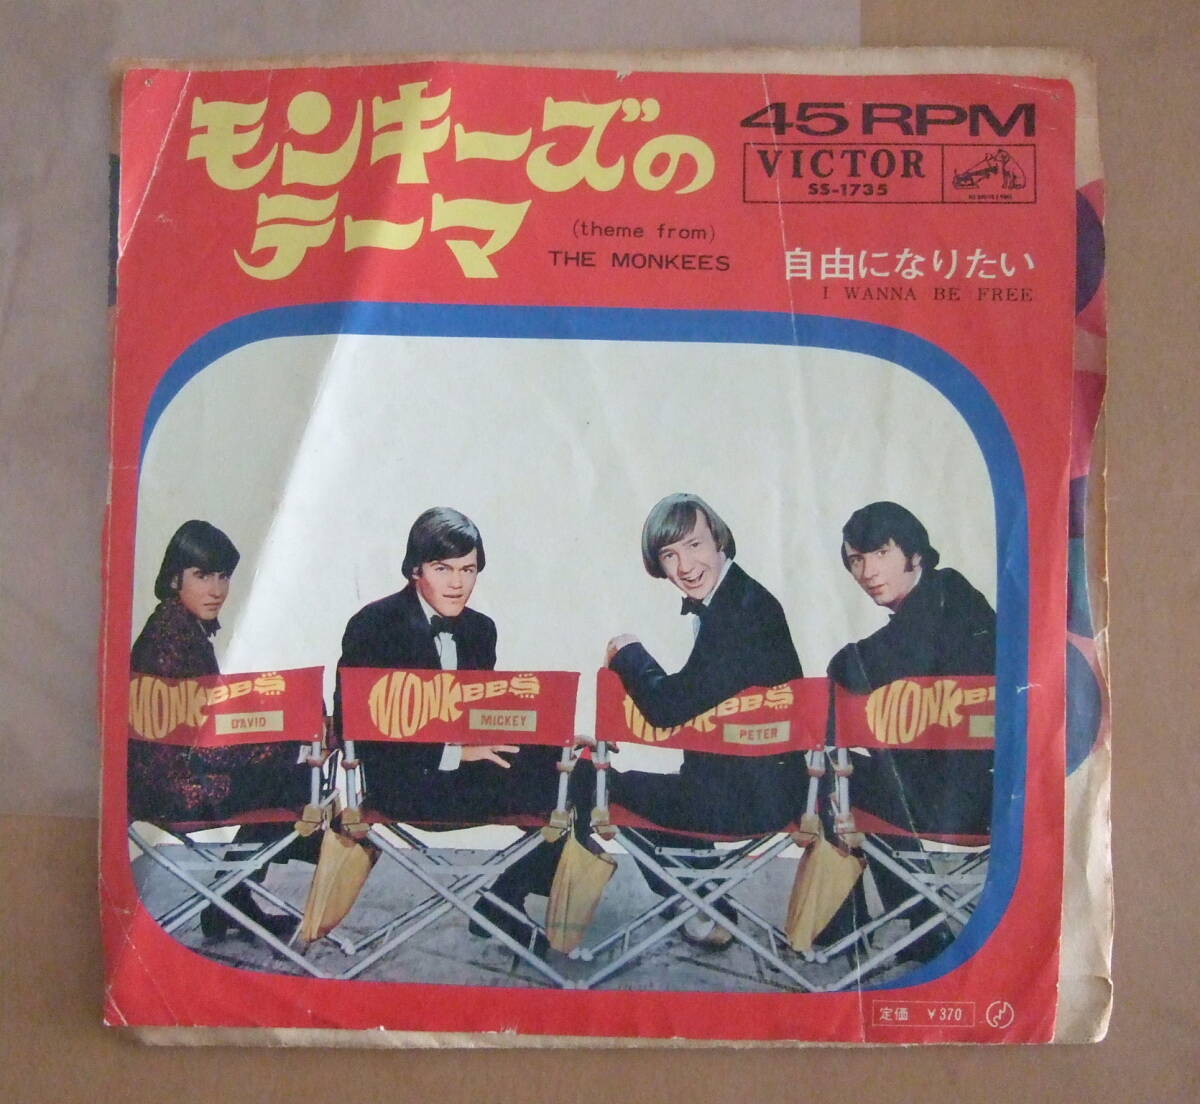 モンキーズの
テーマ
(theme from)
THE MONKEES
45 RPM
VICTOR
SS-1735
自由になりたい
I WANNA BE FREE
MONKEES
DAVID
MONKEES
MICKEY
MONKEES
PETER
MONKEE
定価 ¥370